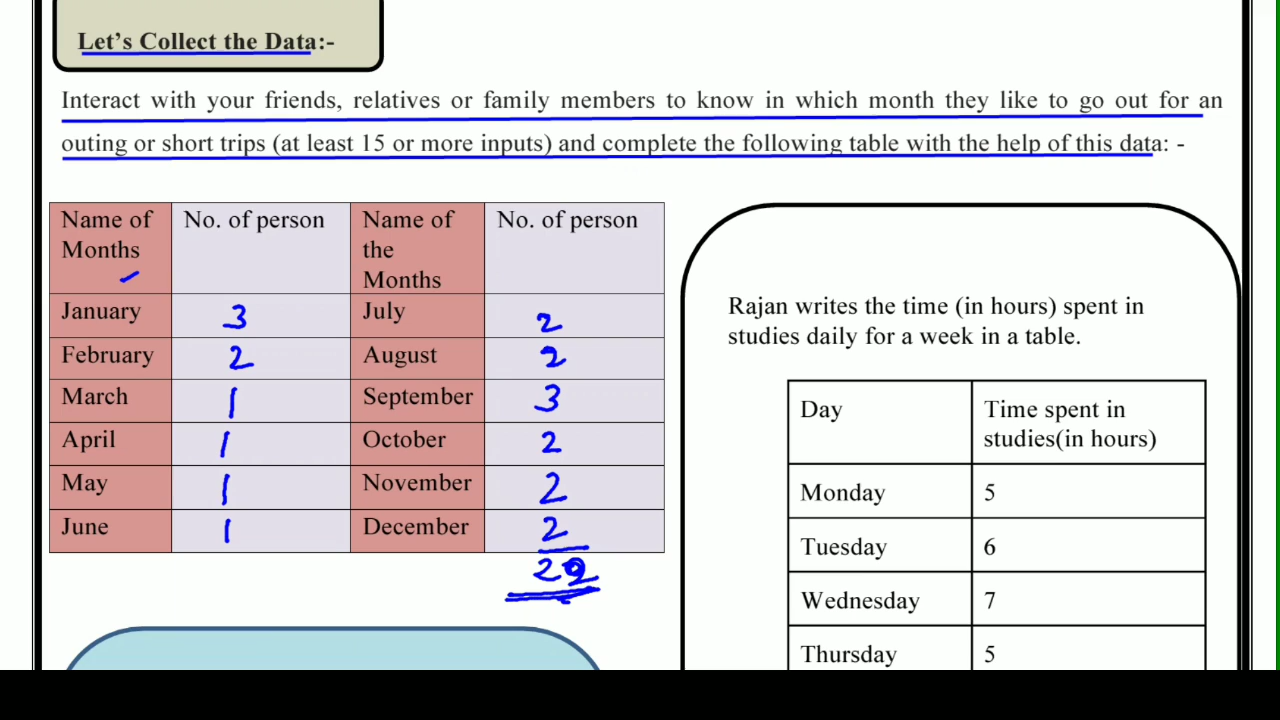 Let's Collect the Data:-
Interact with your friends, relatives or family members to know in which month they like to go out for an
outing or short trips (at least 15 or more inputs) and complete the following table with the help of this data: -
Name of Months No. of person Name of the Months No. of person
January 3 July 2
February 2 August 2
March 1 September 3
April 1 October 2
May 1 November 2
June 1 December 2
22
Rajan writes the time (in hours) spent in
studies daily for a week in a table.
Day Time spent in studies(in hours)
Monday 5
Tuesday 6
Wednesday 7
Thursday 5